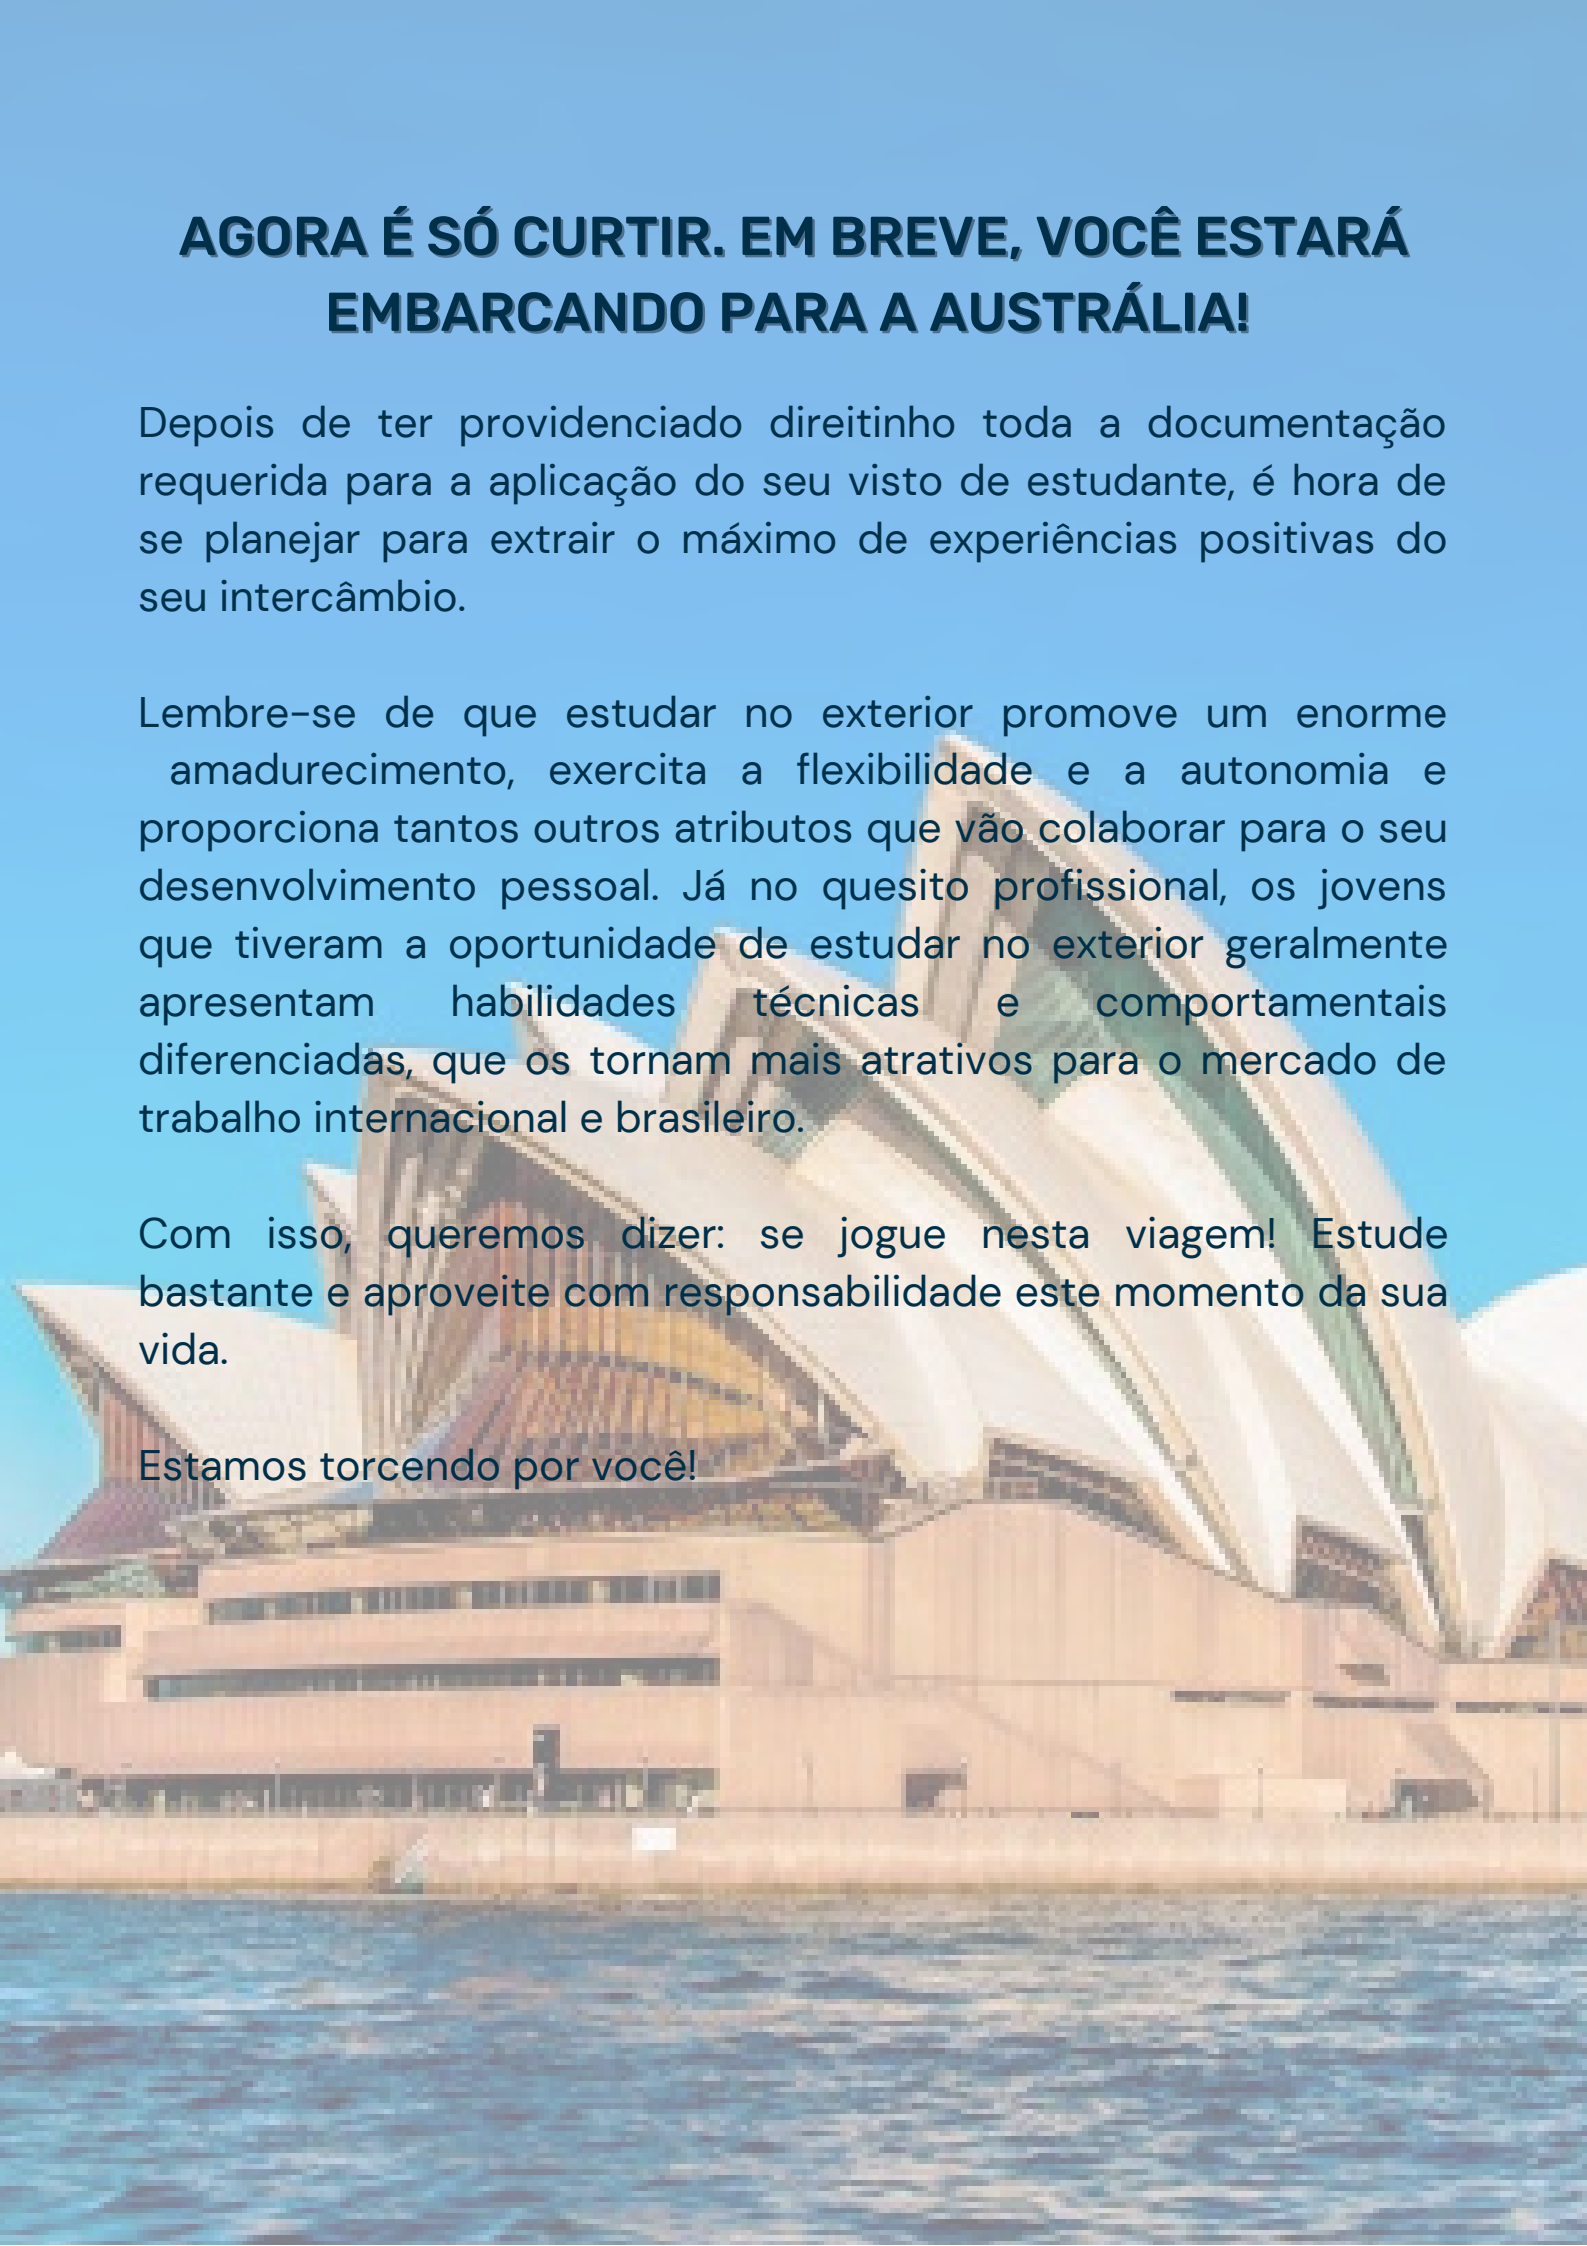 AGORA É SÓ CURTIR. EM BREVE, VOCÊ ESTARÁ
EMBARCANDO PARA A AUSTRÁLIA!
Depois de ter providenciado direitinho toda a documentação
requerida para a aplicação do seu visto de estudante, é hora de
se planejar para extrair o máximo de experiências positivas do
seu intercâmbio.
Lembre-se de que estudar no exterior promove um enorme
amadurecimento, exercita a flexibilidade e a autonomia e
proporciona tantos outros atributos que vão colaborar para o seu
desenvolvimento pessoal. Já no quesito profissional, os jovens
que tiveram a oportunidade de estudar no exterior geralmente
apresentam habilidades técnicas e comportamentais
diferenciadas, que os tornam mais atrativos para o mercado de
trabalho internacional e brasileiro.
Com isso, queremos dizer: se jogue nesta viagem! Estude
bastante e aproveite com responsabilidade este momento da sua
vida.
Estamos torcendo por você!